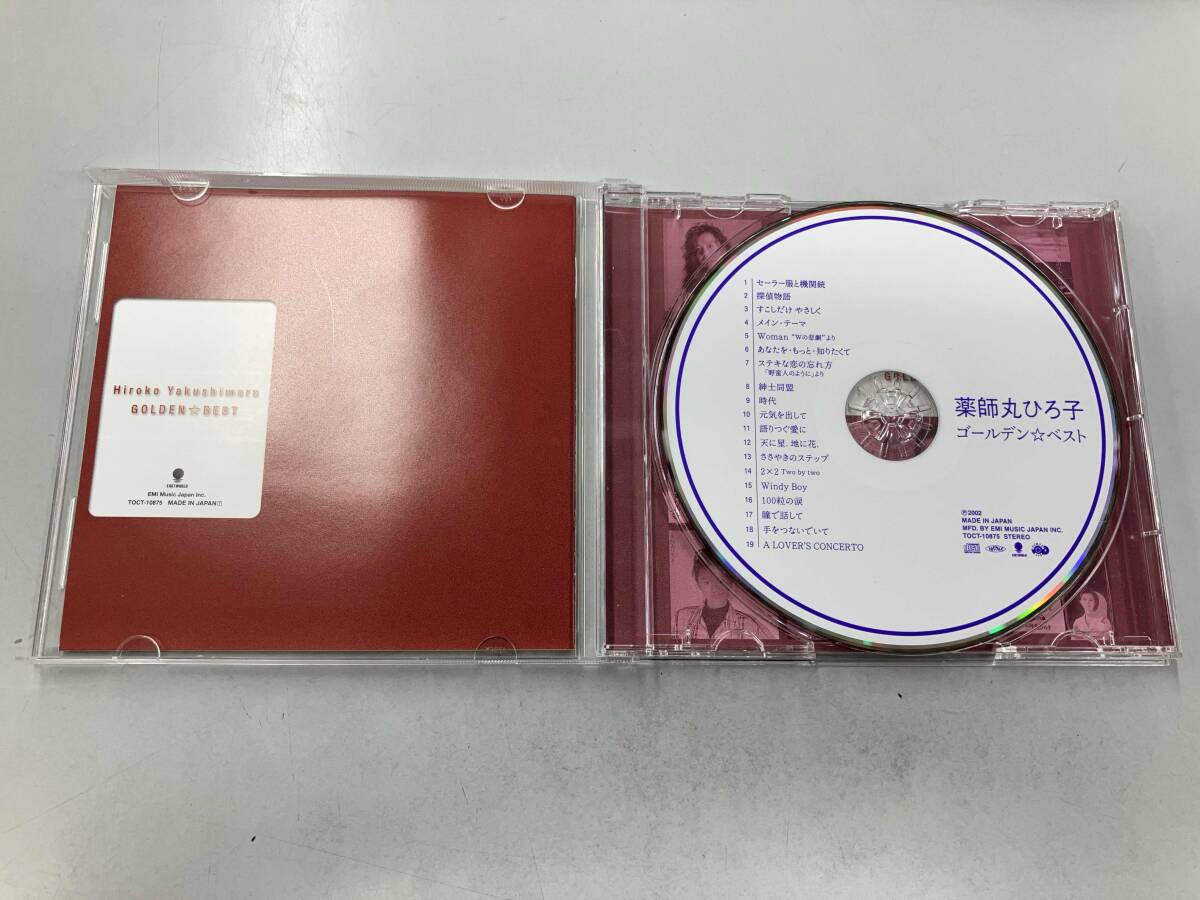 Hiroko Yakushimaru
GOLDEN☆BEST
EASTWORLD
EMI Music Japan Inc.
TOCT-10875 MADE IN JAPAN
1 セーラー服と機関銃
2 探偵物語
3 すこしだけ やさしく
4 メイン・テーマ
5 Woman “Wの悲劇”より
6 あなたを・もっと・知りたくて
7 ステキな恋の忘れ方
「野蛮人のように」より
8 紳士同盟
9 時代
10 元気を出して
11 語りつぐ愛に
12 天に星. 地に花.
13 ささやきのステップ
14 2×2 Two by two
15 Windy Boy
16 100粒の涙
17 瞳で話して
18 手をつないでいて
19 A LOVER'S CONCERTO
GOLD
薬師丸ひろ子
ゴールデン☆ベスト
℗2002
MADE IN JAPAN
MFD. BY EMI MUSIC JAPAN INC.
TOCT-10875 STEREO
EASTWORLD